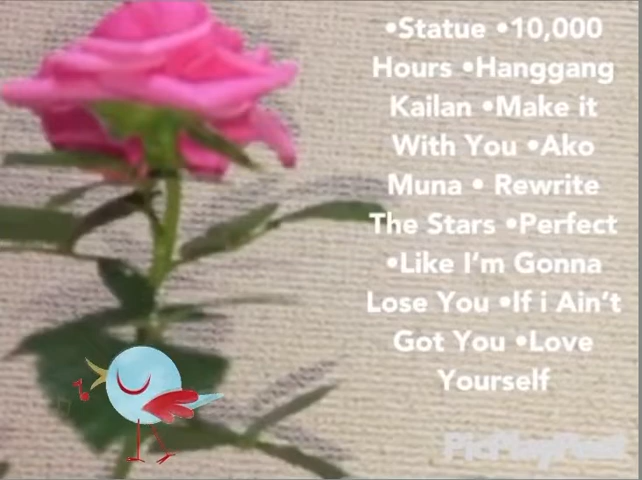 •Statue •10,000
Hours •Hanggang
Kailan •Make it
With You •Ako
Muna • Rewrite
The Stars •Perfect
•Like I'm Gonna
Lose You •If i Ain't
Got You •Love
Yourself
PicPlayPost